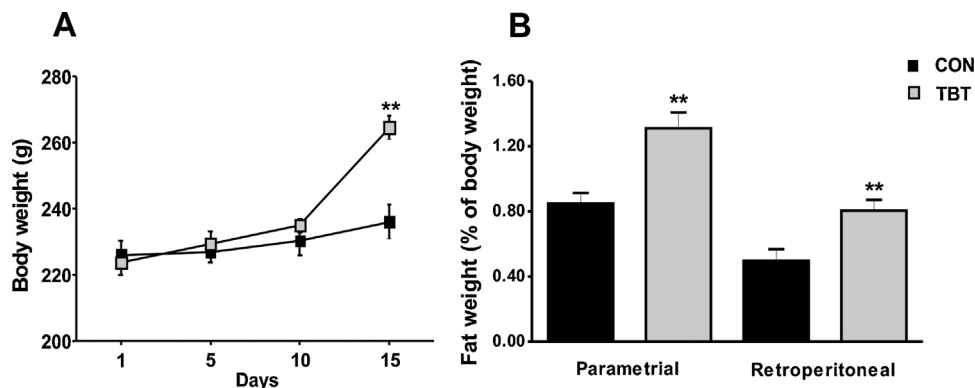 A
Body weight (g)
280
260
240
220
200
**
1 5 10 15
Days
B
Fat weight (% of body weight)
1.60
1.20
0.80
0.40
0.00
**
**
Parametrial Retroperitoneal
CON
TBT